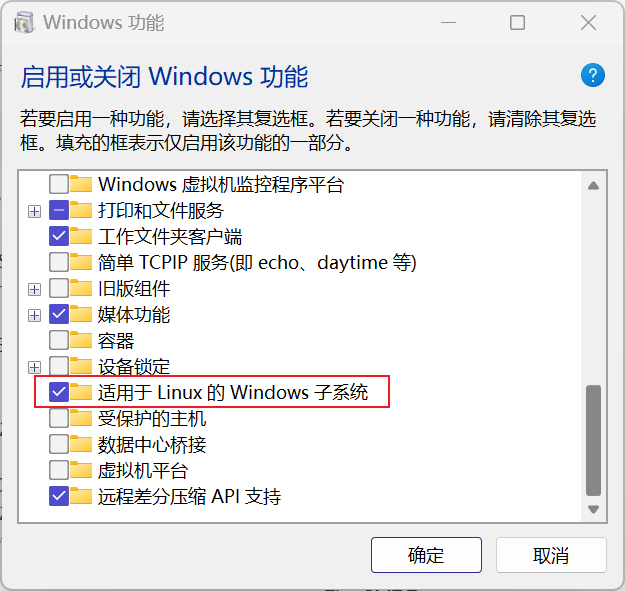 Windows 功能
启用或关闭 Windows 功能
?
若要启用一种功能，请选择其复选框。若要关闭一种功能，请清除其复选
框。填充的框表示仅启用该功能的一部分。
Windows 虚拟机监控程序平台
打印和文件服务
工作文件夹客户端
简单 TCPIP 服务(即 echo、daytime 等)
旧版组件
媒体功能
容器
设备锁定
适用于 Linux 的 Windows 子系统
受保护的主机
数据中心桥接
虚拟机平台
远程差分压缩 API 支持
确定
取消